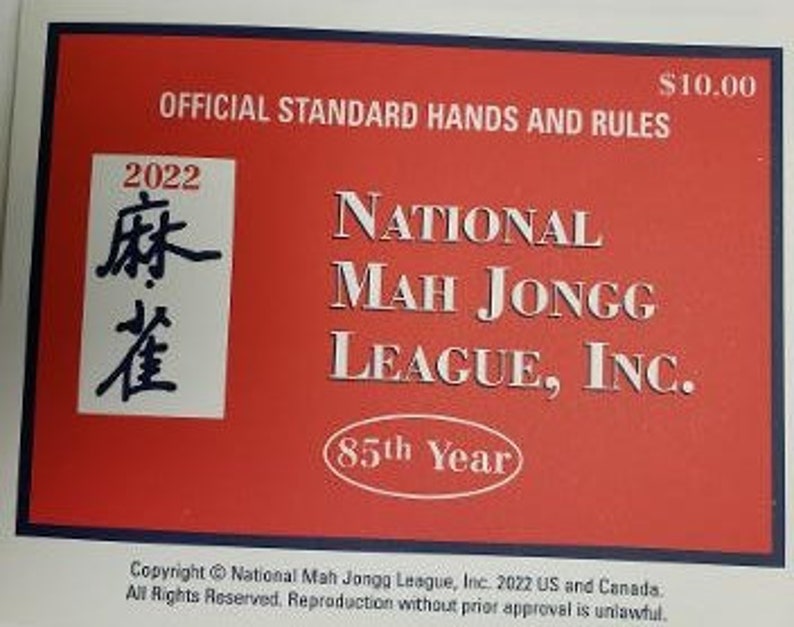 $10.00
OFFICIAL STANDARD HANDS AND RULES
2022
麻
雀
NATIONAL
MAH JONGG
LEAGUE, INC.
85th Year
Copyright © National Mah Jongg League, Inc. 2022 US and Canada.
All Rights Reserved. Reproduction without prior approval is unlawful.